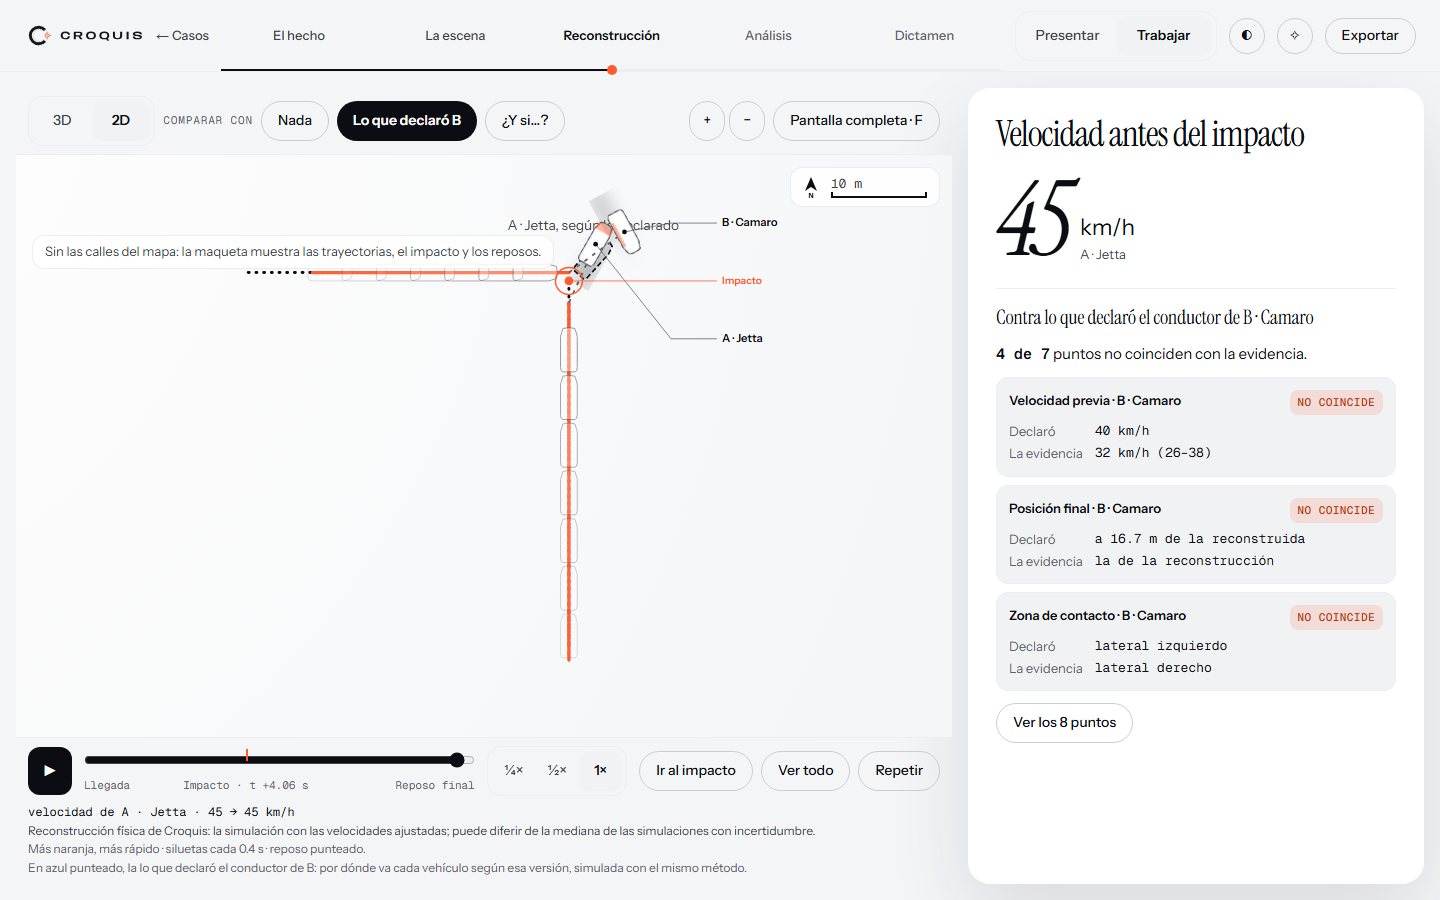 CROQUIS
← Casos
El hecho
La escena
Reconstrucción
Análisis
Dictamen
Presentar
Trabajar
Exportar
3D
2D
COMPARAR CON
Nada
Lo que declaró B
¿Y si...?
+
−
Pantalla completa · F
N
10 m
A · Jetta, según
clarado
B · Camaro
Sin las calles del mapa: la maqueta muestra las trayectorias, el impacto y los reposos.
Impacto
A · Jetta
Llegada
Impacto · t +4.06 s
Reposo final
¼×
½×
1×
Ir al impacto
Ver todo
Repetir
velocidad de A · Jetta · 45 → 45 km/h
Reconstrucción física de Croquis: la simulación con las velocidades ajustadas; puede diferir de la mediana de las simulaciones con incertidumbre.
Más naranja, más rápido · siluetas cada 0.4 s · reposo punteado.
En azul punteado, la lo que declaró el conductor de B: por dónde va cada vehículo según esa versión, simulada con el mismo método.
Velocidad antes del impacto
45 km/h
A · Jetta
Contra lo que declaró el conductor de B · Camaro
4 de 7 puntos no coinciden con la evidencia.
Velocidad previa · B · Camaro
NO COINCIDE
Declaró 40 km/h
La evidencia 32 km/h (26–38)
Posición final · B · Camaro
NO COINCIDE
Declaró a 16.7 m de la reconstruida
La evidencia la de la reconstrucción
Zona de contacto · B · Camaro
NO COINCIDE
Declaró lateral izquierdo
La evidencia lateral derecho
Ver los 8 puntos